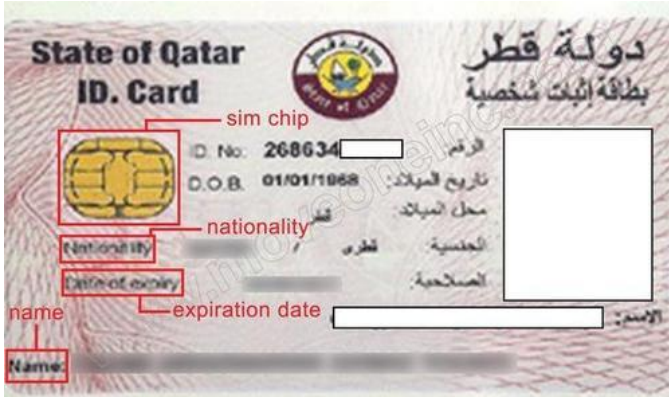 State of Qatar
ID. Card
دولة قطر
بطاقة إثبات شخصية
sim chip
ID. No: 268634 الرقم:
D.O.B. 01/01/1968 تاريخ الميلاد:
قطر محل الميلاد:
nationality
Nationality / قطرى الجنسية:
Date of expiry الصلاحية:
expiration date
name
الاسم:
Name: